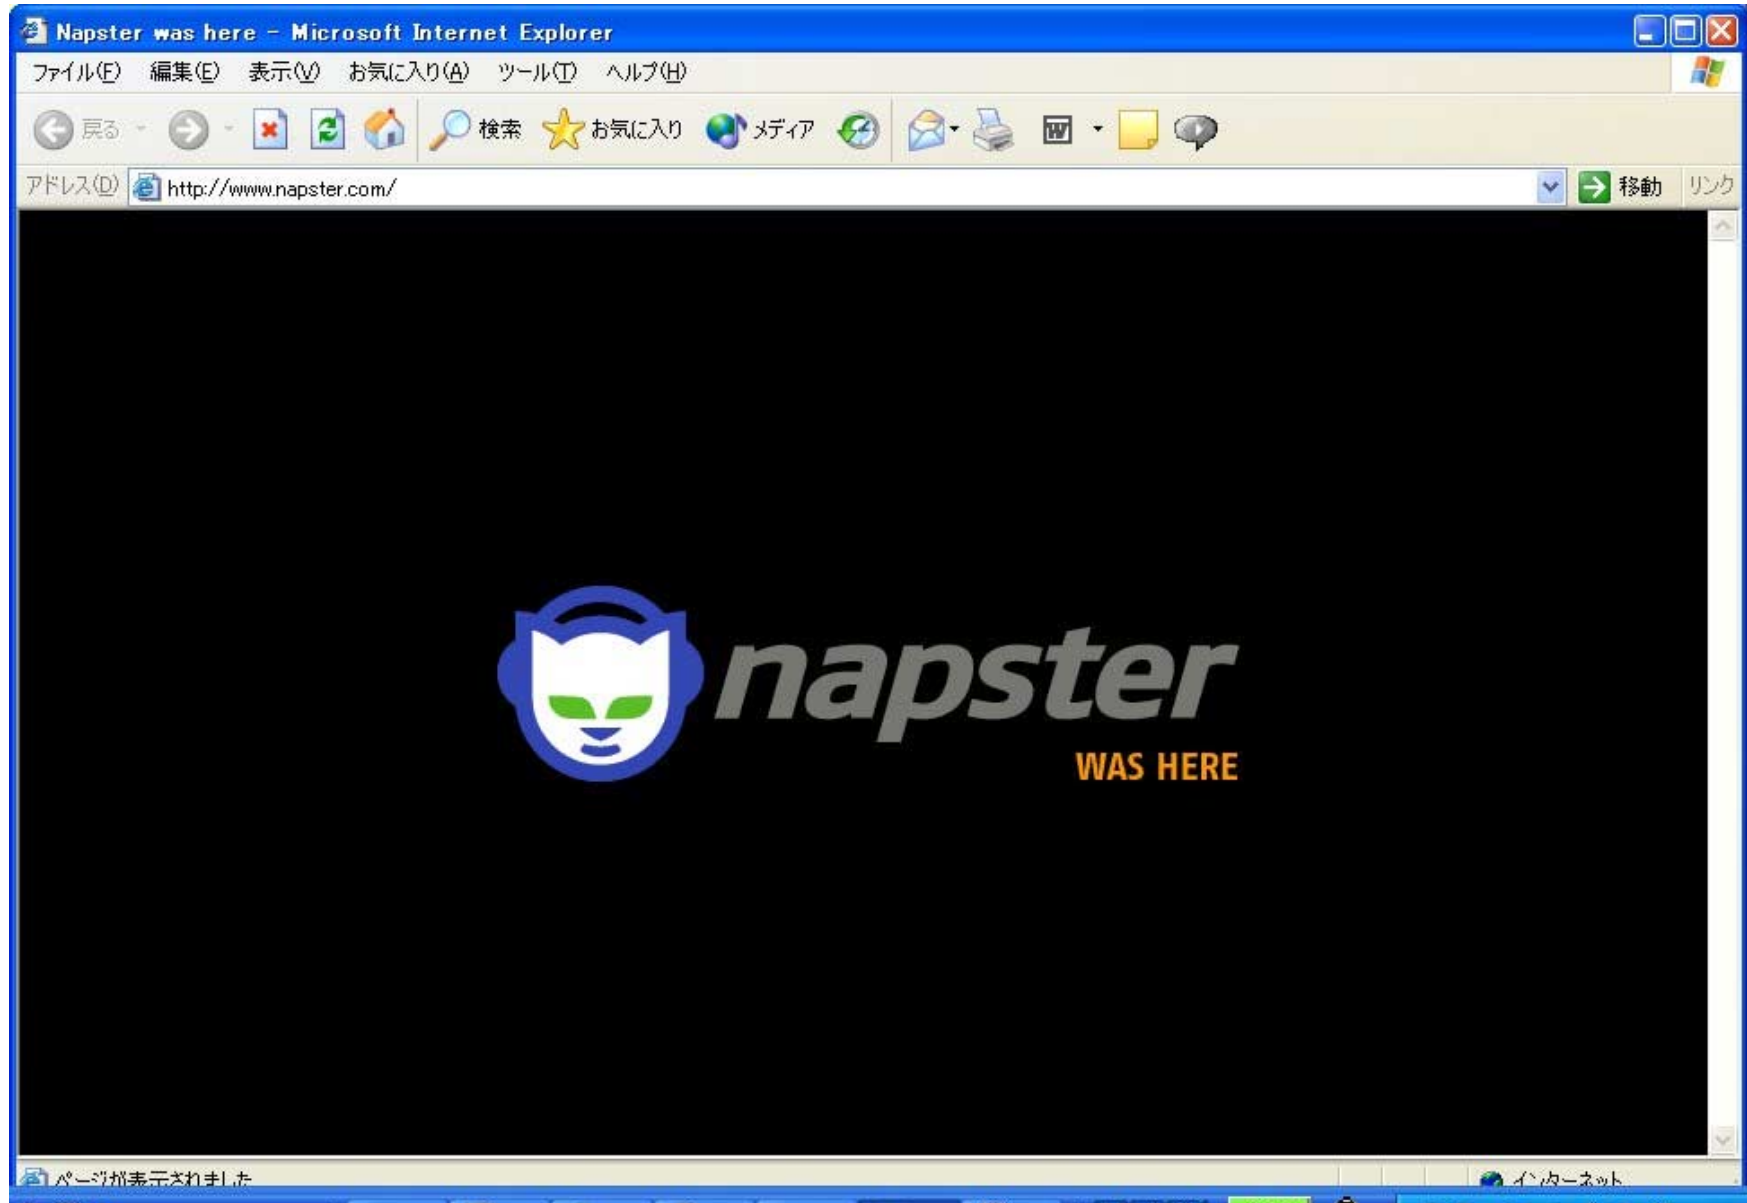 Napster was here - Microsoft Internet Explorer
ファイル(F) 編集(E) 表示(V) お気に入り(A) ツール(T) ヘルプ(H)
戻る 検索 お気に入り メディア
アドレス(D) http://www.napster.com/ 移動 リンク
napster
WAS HERE
ページが表示されました インターネット